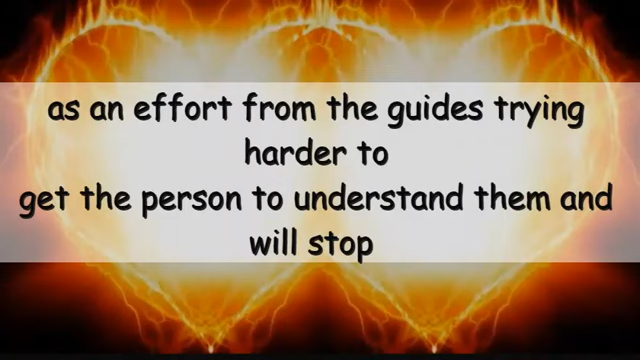 as an effort from the guides trying
harder to
get the person to understand them and
will stop